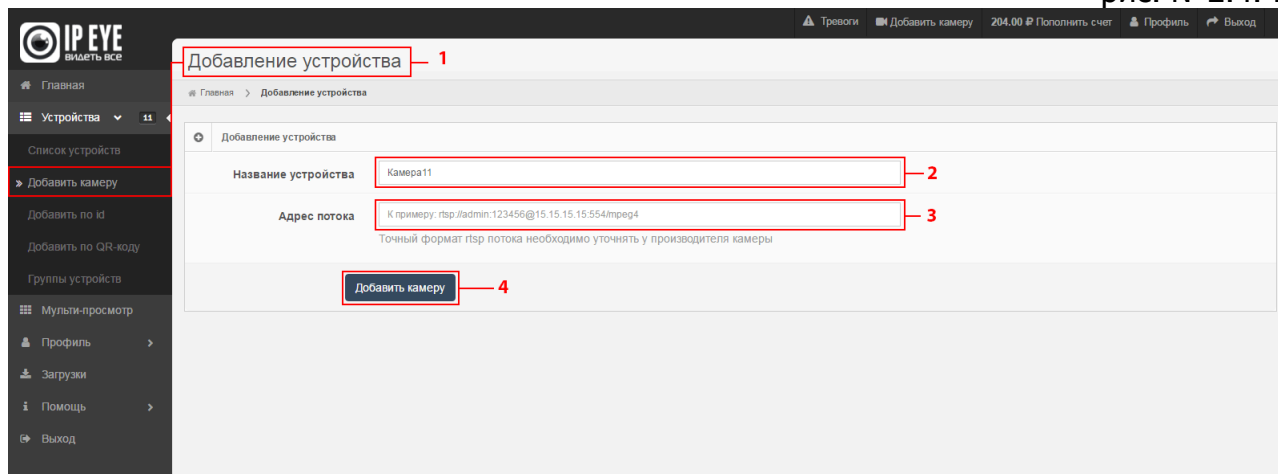 Тревоги Добавить камеру 204.00 ₽ Пополнить счет Профиль Выход
IP EYE
видеть все
Добавление устройства 1
Главная > Добавление устройства
Главная
Устройства 11
Список устройств
Добавить камеру
Добавить по id
Добавить по QR-коду
Группы устройств
Мульти-просмотр
Профиль
Загрузки
Помощь
Выход
Добавление устройства
Название устройства Камера11 2
Адрес потока К примеру: rtsp://admin:123456@15.15.15.15:554/mpeg4 3
Точный формат rtsp потока необходимо уточнять у производителя камеры
Добавить камеру 4